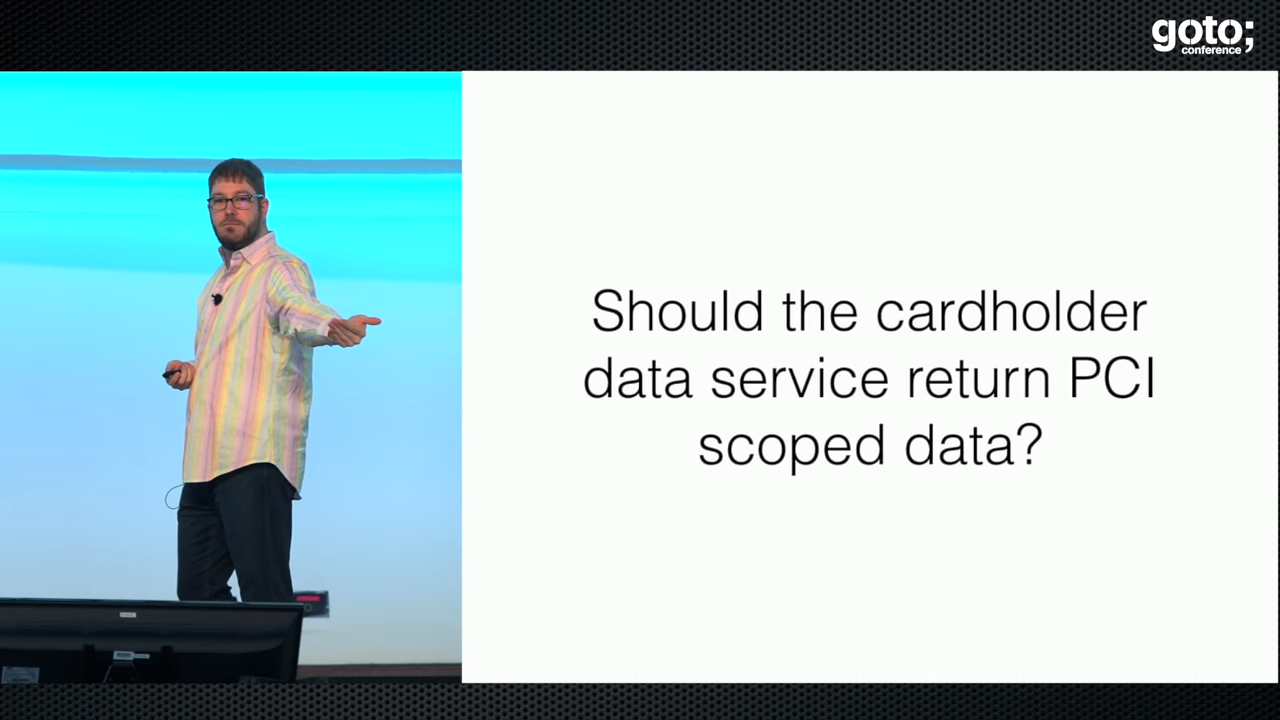 goto;
conference
Should the cardholder
data service return PCI
scoped data?